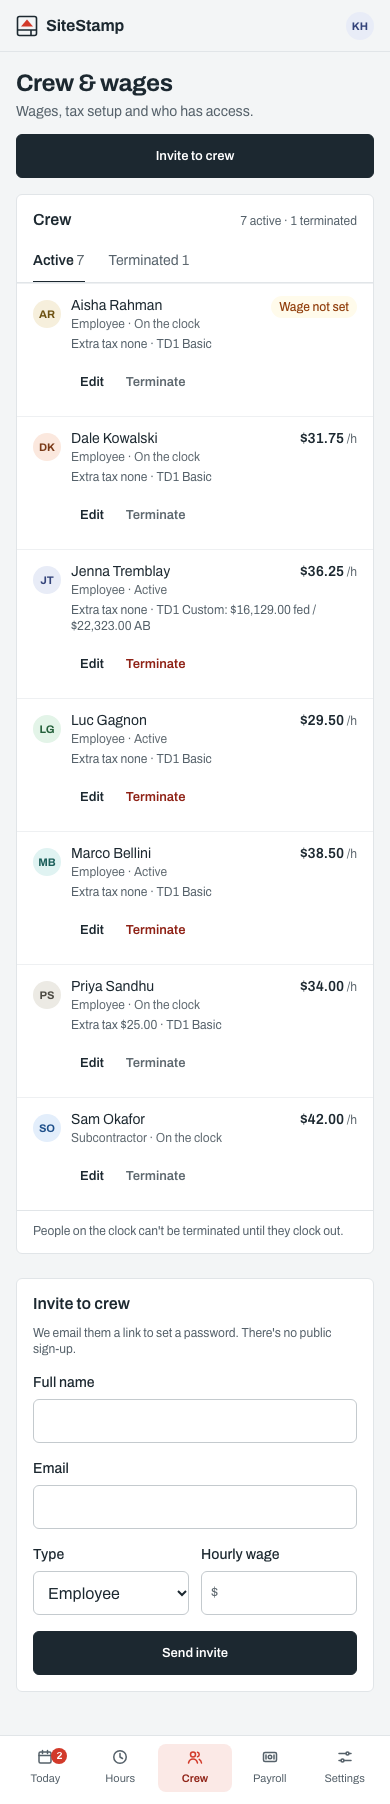 SiteStamp
KH
Crew & wages
Wages, tax setup and who has access.
Invite to crew
Crew
7 active · 1 terminated
Active 7
Terminated 1
AR
Aisha Rahman
Wage not set
Employee · On the clock
Extra tax none · TD1 Basic
Edit
Terminate
DK
Dale Kowalski
$31.75 /h
Employee · On the clock
Extra tax none · TD1 Basic
Edit
Terminate
JT
Jenna Tremblay
$36.25 /h
Employee · Active
Extra tax none · TD1 Custom: $16,129.00 fed /
$22,323.00 AB
Edit
Terminate
LG
Luc Gagnon
$29.50 /h
Employee · Active
Extra tax none · TD1 Basic
Edit
Terminate
MB
Marco Bellini
$38.50 /h
Employee · Active
Extra tax none · TD1 Basic
Edit
Terminate
PS
Priya Sandhu
$34.00 /h
Employee · On the clock
Extra tax $25.00 · TD1 Basic
Edit
Terminate
SO
Sam Okafor
$42.00 /h
Subcontractor · On the clock
Edit
Terminate
People on the clock can't be terminated until they clock out.
Invite to crew
We email them a link to set a password. There's no public
sign-up.
Full name
Email
Type
Hourly wage
Employee
$
Send invite
2
Today
Hours
Crew
Payroll
Settings